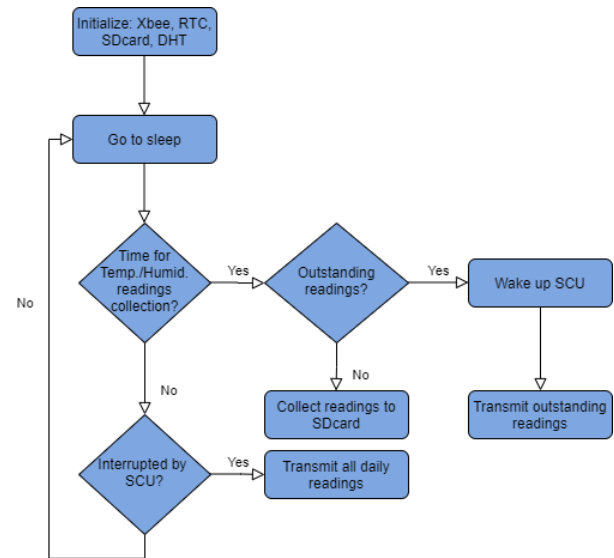 Initialize: Xbee, RTC,
SDcard, DHT
Go to sleep
Time for
Temp./Humid.
readings
collection?
Yes
Outstanding
readings?
Yes
Wake up SCU
No
No
No
Collect readings to
SDcard
Transmit outstanding
readings
Interrupted by
SCU?
Yes
Transmit all daily
readings